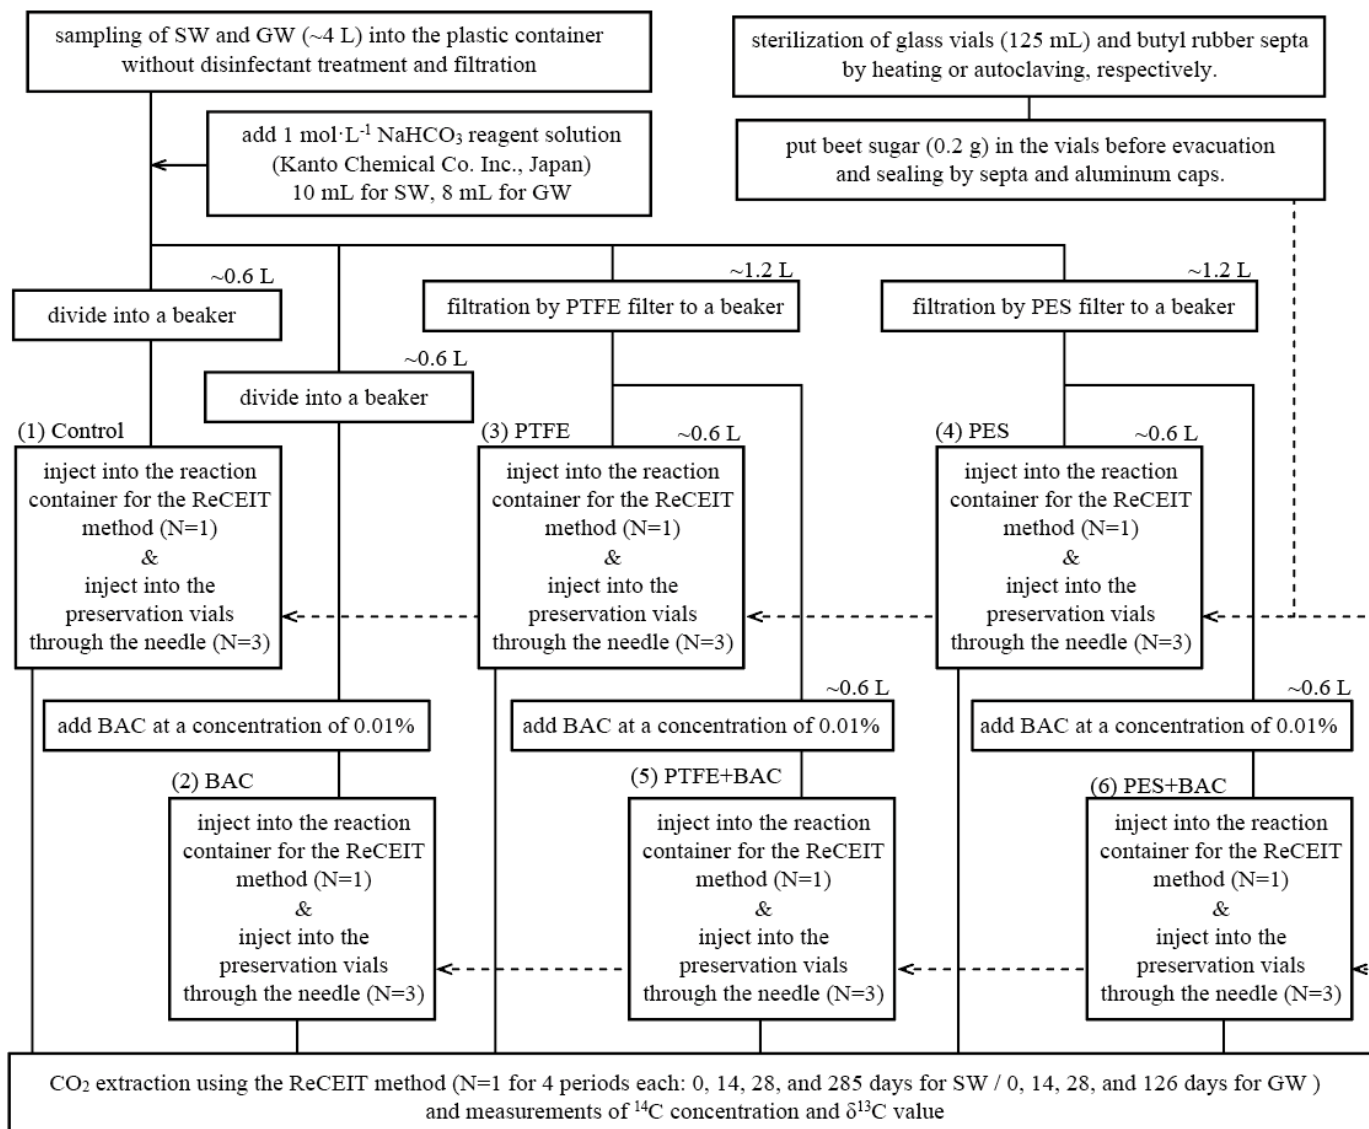 sampling of SW and GW (~4 L) into the plastic container
without disinfectant treatment and filtration
sterilization of glass vials (125 mL) and butyl rubber septa
by heating or autoclaving, respectively.
add 1 mol·L⁻¹ NaHCO₃ reagent solution
(Kanto Chemical Co. Inc., Japan)
10 mL for SW, 8 mL for GW
put beet sugar (0.2 g) in the vials before evacuation
and sealing by septa and aluminum caps.
~0.6 L
divide into a beaker
~0.6 L
divide into a beaker
~1.2 L
filtration by PTFE filter to a beaker
~1.2 L
filtration by PES filter to a beaker
(1) Control
inject into the reaction
container for the ReCEIT
method (N=1)
&
inject into the
preservation vials
through the needle (N=3)
(3) PTFE
~0.6 L
inject into the reaction
container for the ReCEIT
method (N=1)
&
inject into the
preservation vials
through the needle (N=3)
(4) PES
~0.6 L
inject into the reaction
container for the ReCEIT
method (N=1)
&
inject into the
preservation vials
through the needle (N=3)
add BAC at a concentration of 0.01%
~0.6 L
add BAC at a concentration of 0.01%
~0.6 L
add BAC at a concentration of 0.01%
(2) BAC
inject into the reaction
container for the ReCEIT
method (N=1)
&
inject into the
preservation vials
through the needle (N=3)
(5) PTFE+BAC
inject into the reaction
container for the ReCEIT
method (N=1)
&
inject into the
preservation vials
through the needle (N=3)
(6) PES+BAC
inject into the reaction
container for the ReCEIT
method (N=1)
&
inject into the
preservation vials
through the needle (N=3)
CO₂ extraction using the ReCEIT method (N=1 for 4 periods each: 0, 14, 28, and 285 days for SW / 0, 14, 28, and 126 days for GW )
and measurements of ¹⁴C concentration and δ¹³C value